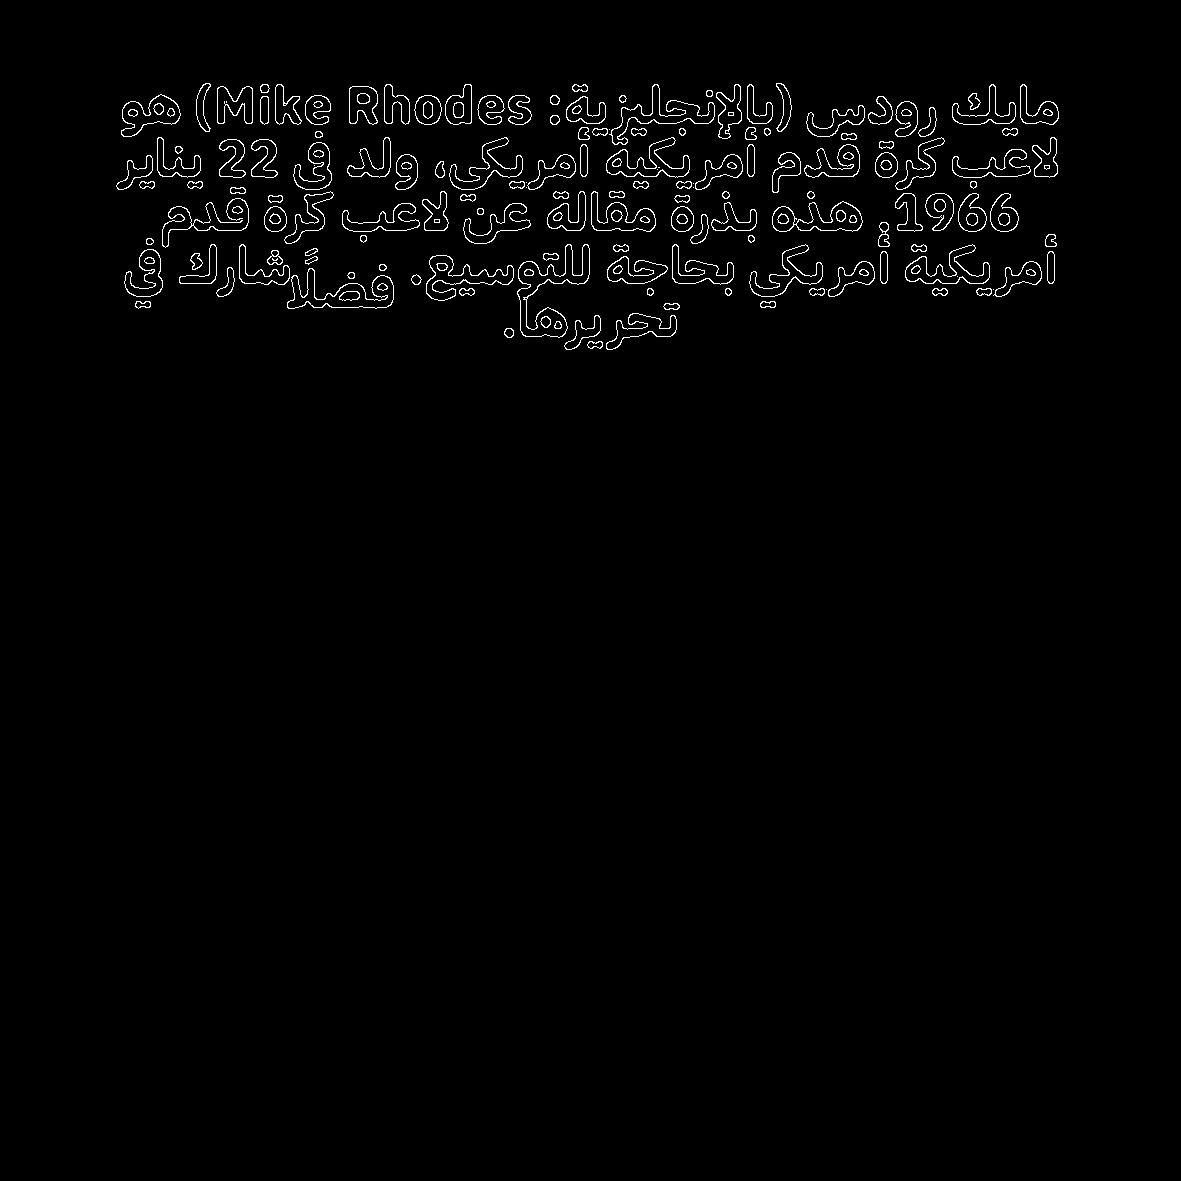 مايك رودس (بالإنجليزية: Mike Rhodes) هو
لاعب كرة قدم أمريكية أمريكي، ولد في 22 يناير
1966. هذه بذرة مقالة عن لاعب كرة قدم
أمريكية أمريكي بحاجة للتوسيع. فضلًا شارك في
تحريرها.